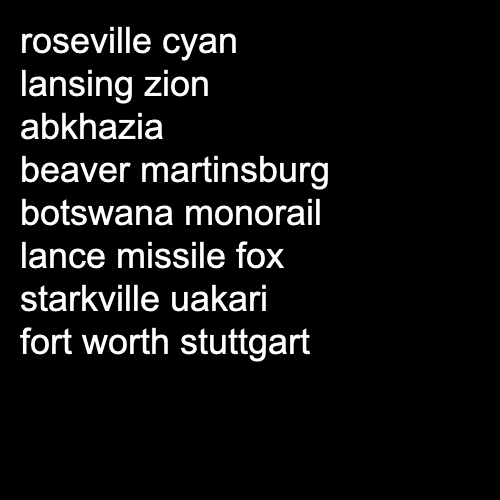 roseville cyan
lansing zion
abkhazia
beaver martinsburg
botswana monorail
lance missile fox
starkville uakari
fort worth stuttgart